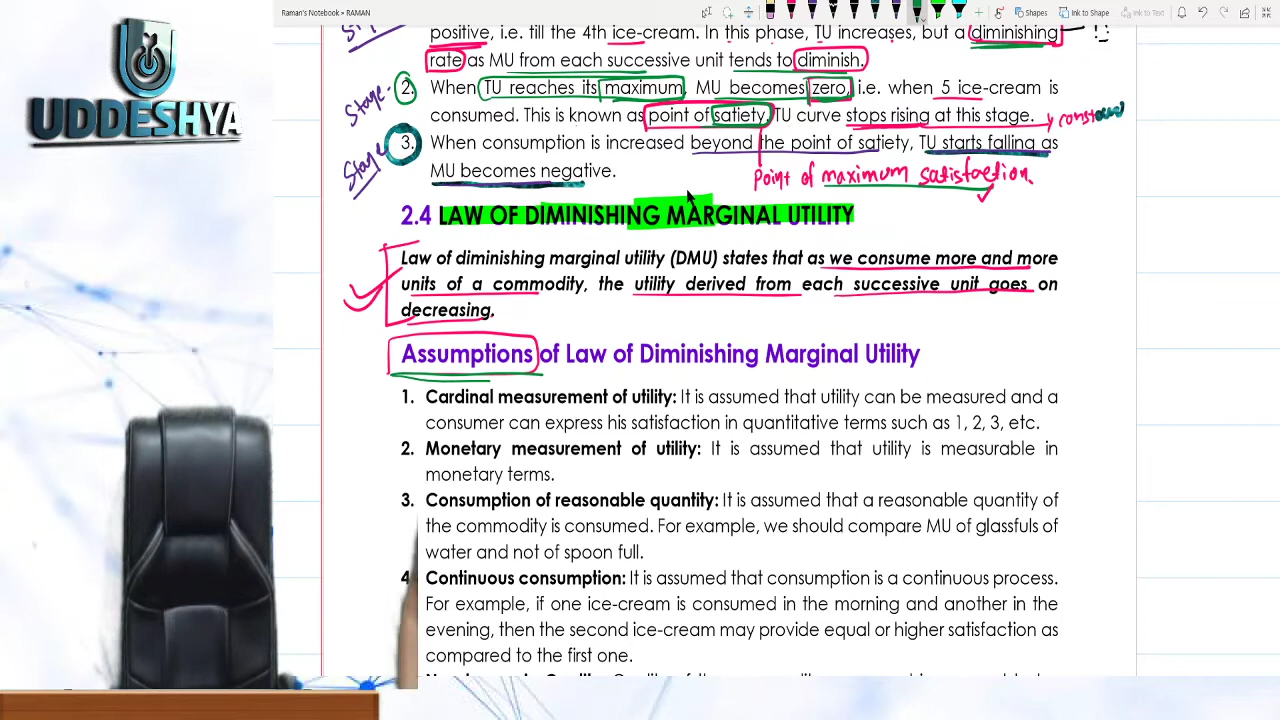 Raman's Notebook > RAMAN
Shapes
Ink to Shape
Ink to Text
UDDESHYA
positive, i.e. till the 4th ice-cream. In this phase, TU increases, but a diminishing
rate as MU from each successive unit tends to diminish.
Stage - 2. When TU reaches its maximum, MU becomes zero, i.e. when 5 ice-cream is
consumed. This is known as point of satiety. TU curve stops rising at this stage. → constant
Stage 3. When consumption is increased beyond the point of satiety, TU starts falling as
MU becomes negative.
Point of maximum satisfaction.
2.4 LAW OF DIMINISHING MARGINAL UTILITY
Law of diminishing marginal utility (DMU) states that as we consume more and more
units of a commodity, the utility derived from each successive unit goes on
decreasing.
Assumptions of Law of Diminishing Marginal Utility
1. Cardinal measurement of utility: It is assumed that utility can be measured and a
consumer can express his satisfaction in quantitative terms such as 1, 2, 3, etc.
2. Monetary measurement of utility: It is assumed that utility is measurable in
monetary terms.
3. Consumption of reasonable quantity: It is assumed that a reasonable quantity of
the commodity is consumed. For example, we should compare MU of glassfuls of
water and not of spoon full.
4 Continuous consumption: It is assumed that consumption is a continuous process.
For example, if one ice-cream is consumed in the morning and another in the
evening, then the second ice-cream may provide equal or higher satisfaction as
compared to the first one.